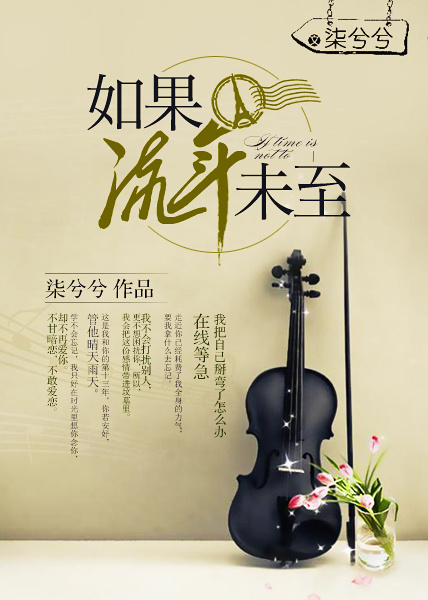 柒兮兮
如果
流年
If time is
not to
未至
柒兮兮 作品
我把自己掰弯了怎么办
在线等急
走近你已经耗费了我全身的力气，
要我拿什么去忘记。
我不会打扰别人，
更不想困扰你，所以，
我会把这份感情带进坟墓里。
这是我和你的第十三年，你若安好，
管他晴天雨天。
学不会忘记，我只好在时光里想你念你，
却不再爱你。
不甘暗恋，不敢爱恋。